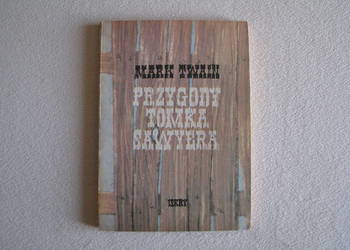 MARK TWAIN
PRZYGODY
TOMKA
SAWYERA
ISKRY